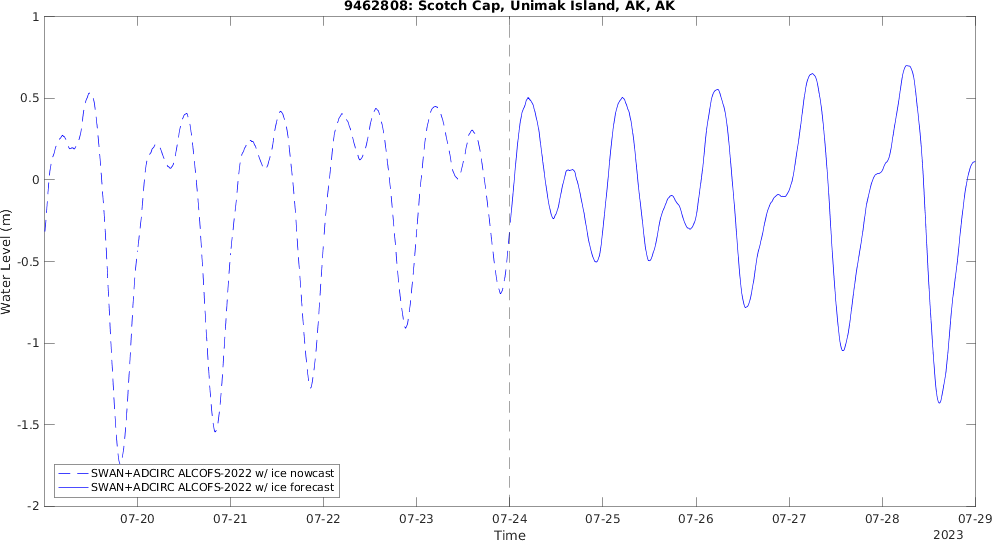 9462808: Scotch Cap, Unimak Island, AK, AK
Water Level (m)
1
0.5
0
-0.5
-1
-1.5
-2
SWAN+ADCIRC ALCOFS-2022 w/ ice nowcast
SWAN+ADCIRC ALCOFS-2022 w/ ice forecast
07-20 07-21 07-22 07-23 07-24 07-25 07-26 07-27 07-28 07-29
Time
2023